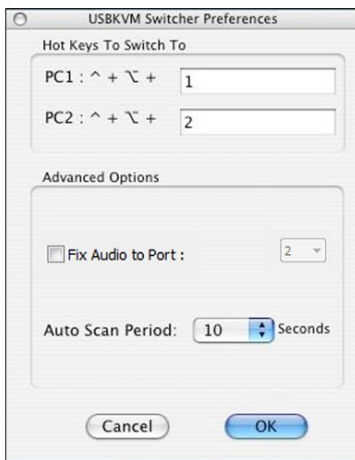 USBKVM Switcher Preferences
Hot Keys To Switch To
PC1 : ^ + ⌥ + 1
PC2 : ^ + ⌥ + 2
Advanced Options
Fix Audio to Port : 2
Auto Scan Period: 10 Seconds
Cancel OK